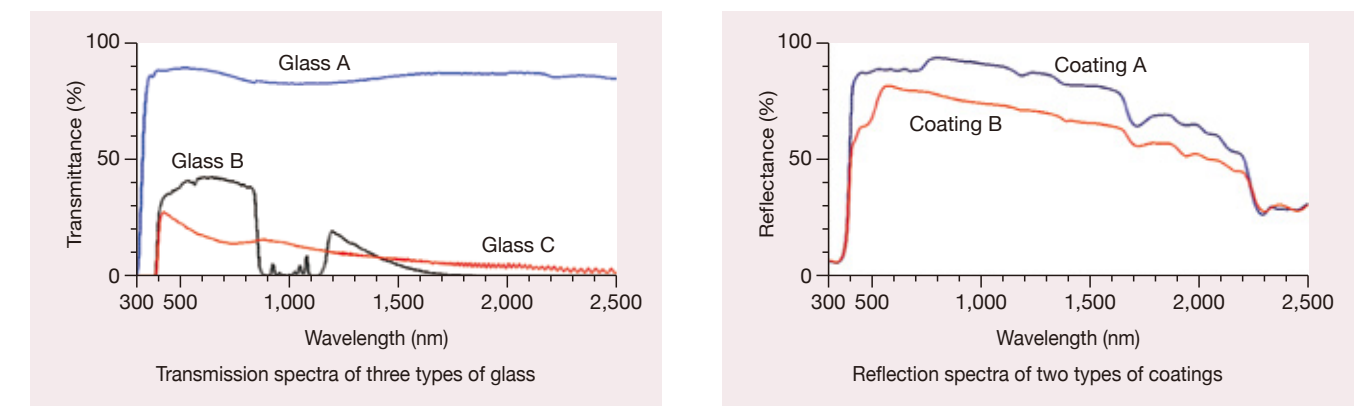 100
Glass A
Transmittance (%)
Glass B
50
Glass C
0
300 500 1,000 1,500 2,000 2,500
Wavelength (nm)
Transmission spectra of three types of glass
100
Coating A
Reflectance (%)
Coating B
50
0
300 500 1,000 1,500 2,000 2,500
Wavelength (nm)
Reflection spectra of two types of coatings